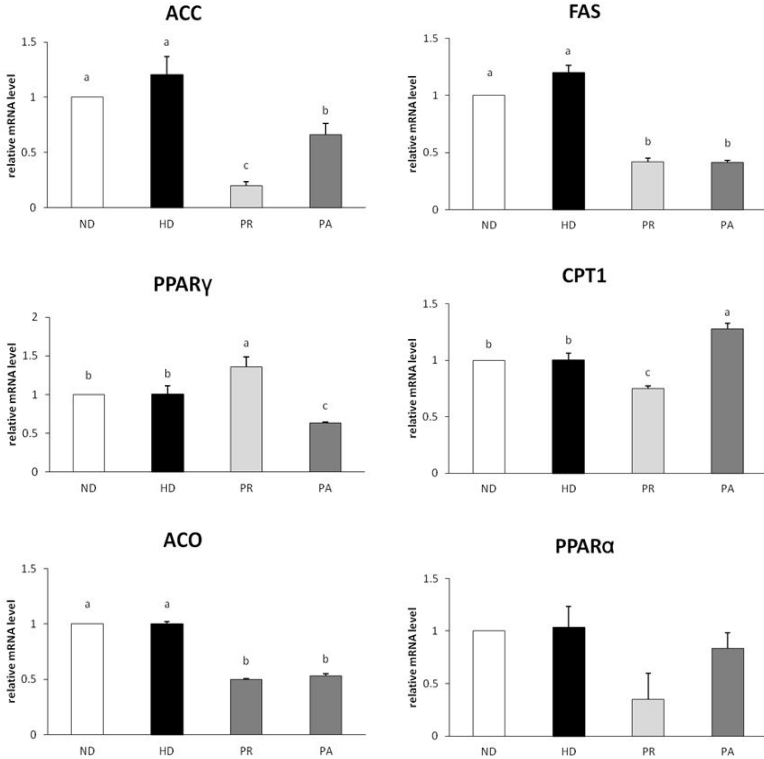 ACC
relative mRNA level
1.5
1
0.5
0
a
a
c
b
ND HD PR PA
FAS
relative mRNA level
1.5
1
0.5
0
a
a
b
b
ND HD PR PA
PPARγ
relative mRNA level
2
1.5
1
0.5
0
b
b
a
c
ND HD PR PA
CPT1
relative mRNA level
1.5
1
0.5
0
b
b
c
a
ND HD PR PA
ACO
relative mRNA level
1.5
1
0.5
0
a
a
b
b
ND HD PR PA
PPARα
relative mRNA level
1.5
1
0.5
0
ND HD PR PA